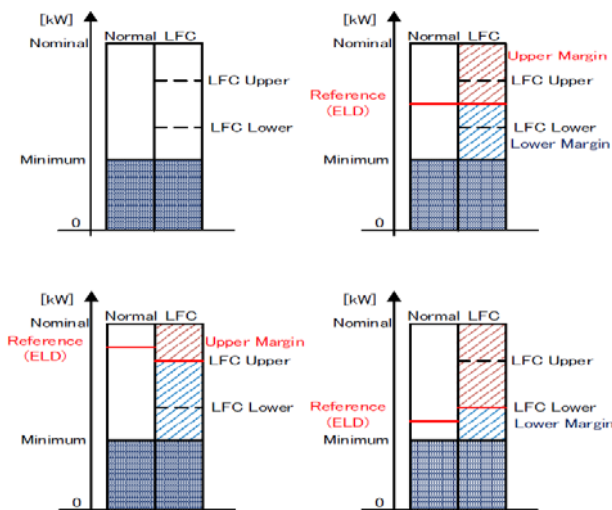 [kW]
Normal LFC
Nominal
LFC Upper
LFC Lower
Minimum
0
[kW]
Normal LFC
Nominal
Upper Margin
LFC Upper
Reference
(ELD)
LFC Lower
Lower Margin
Minimum
0
[kW]
Normal LFC
Nominal
Reference
(ELD)
Upper Margin
LFC Upper
LFC Lower
Minimum
0
[kW]
Normal LFC
Nominal
LFC Upper
Reference
(ELD)
LFC Lower
Lower Margin
Minimum
0